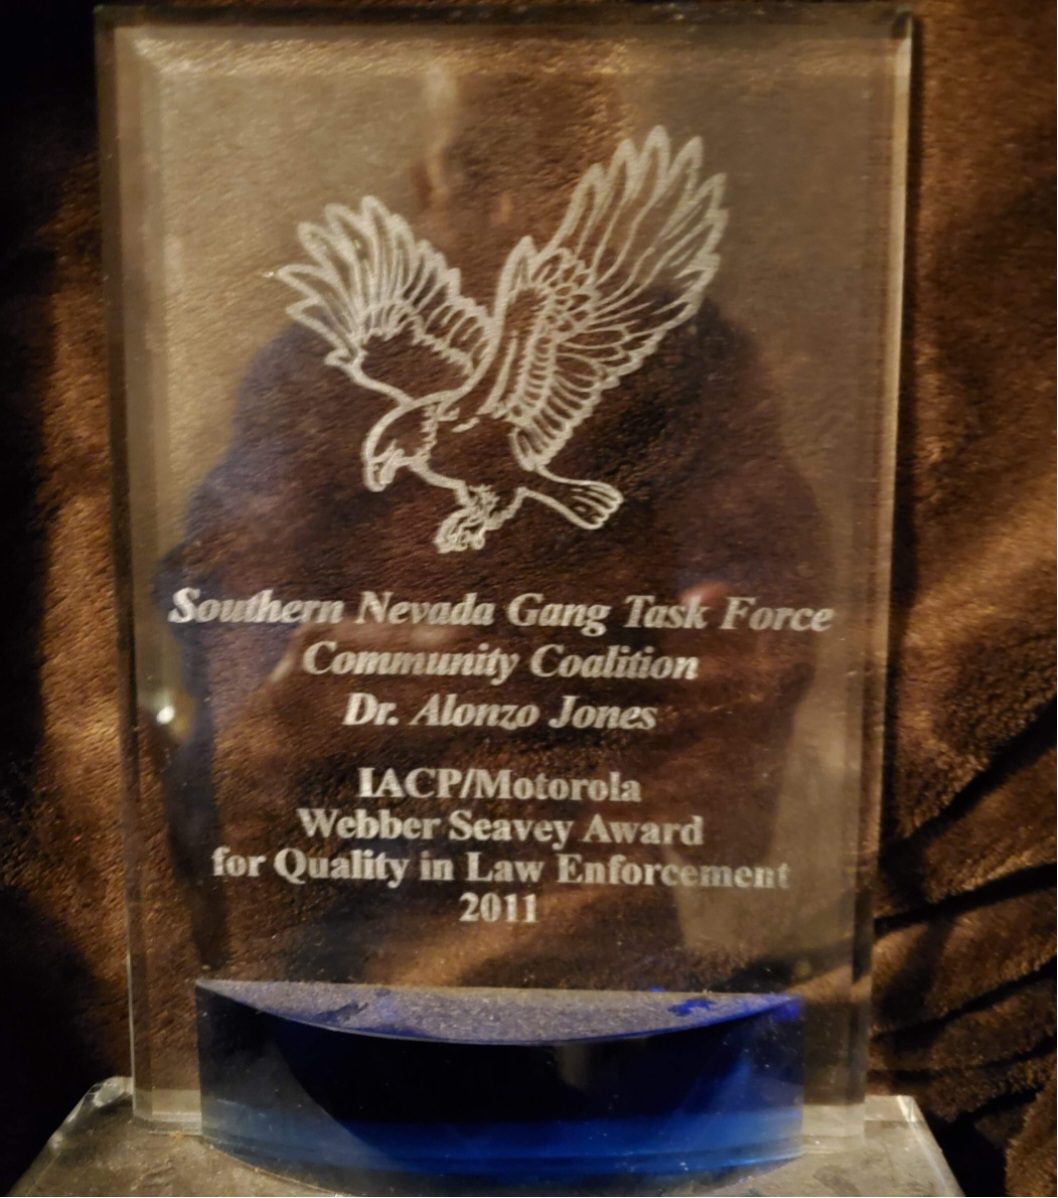 Southern Nevada Gang Task Force
Community Coalition
Dr. Alonzo Jones
IACP/Motorola
Webber Seavey Award
for Quality in Law Enforcement
2011